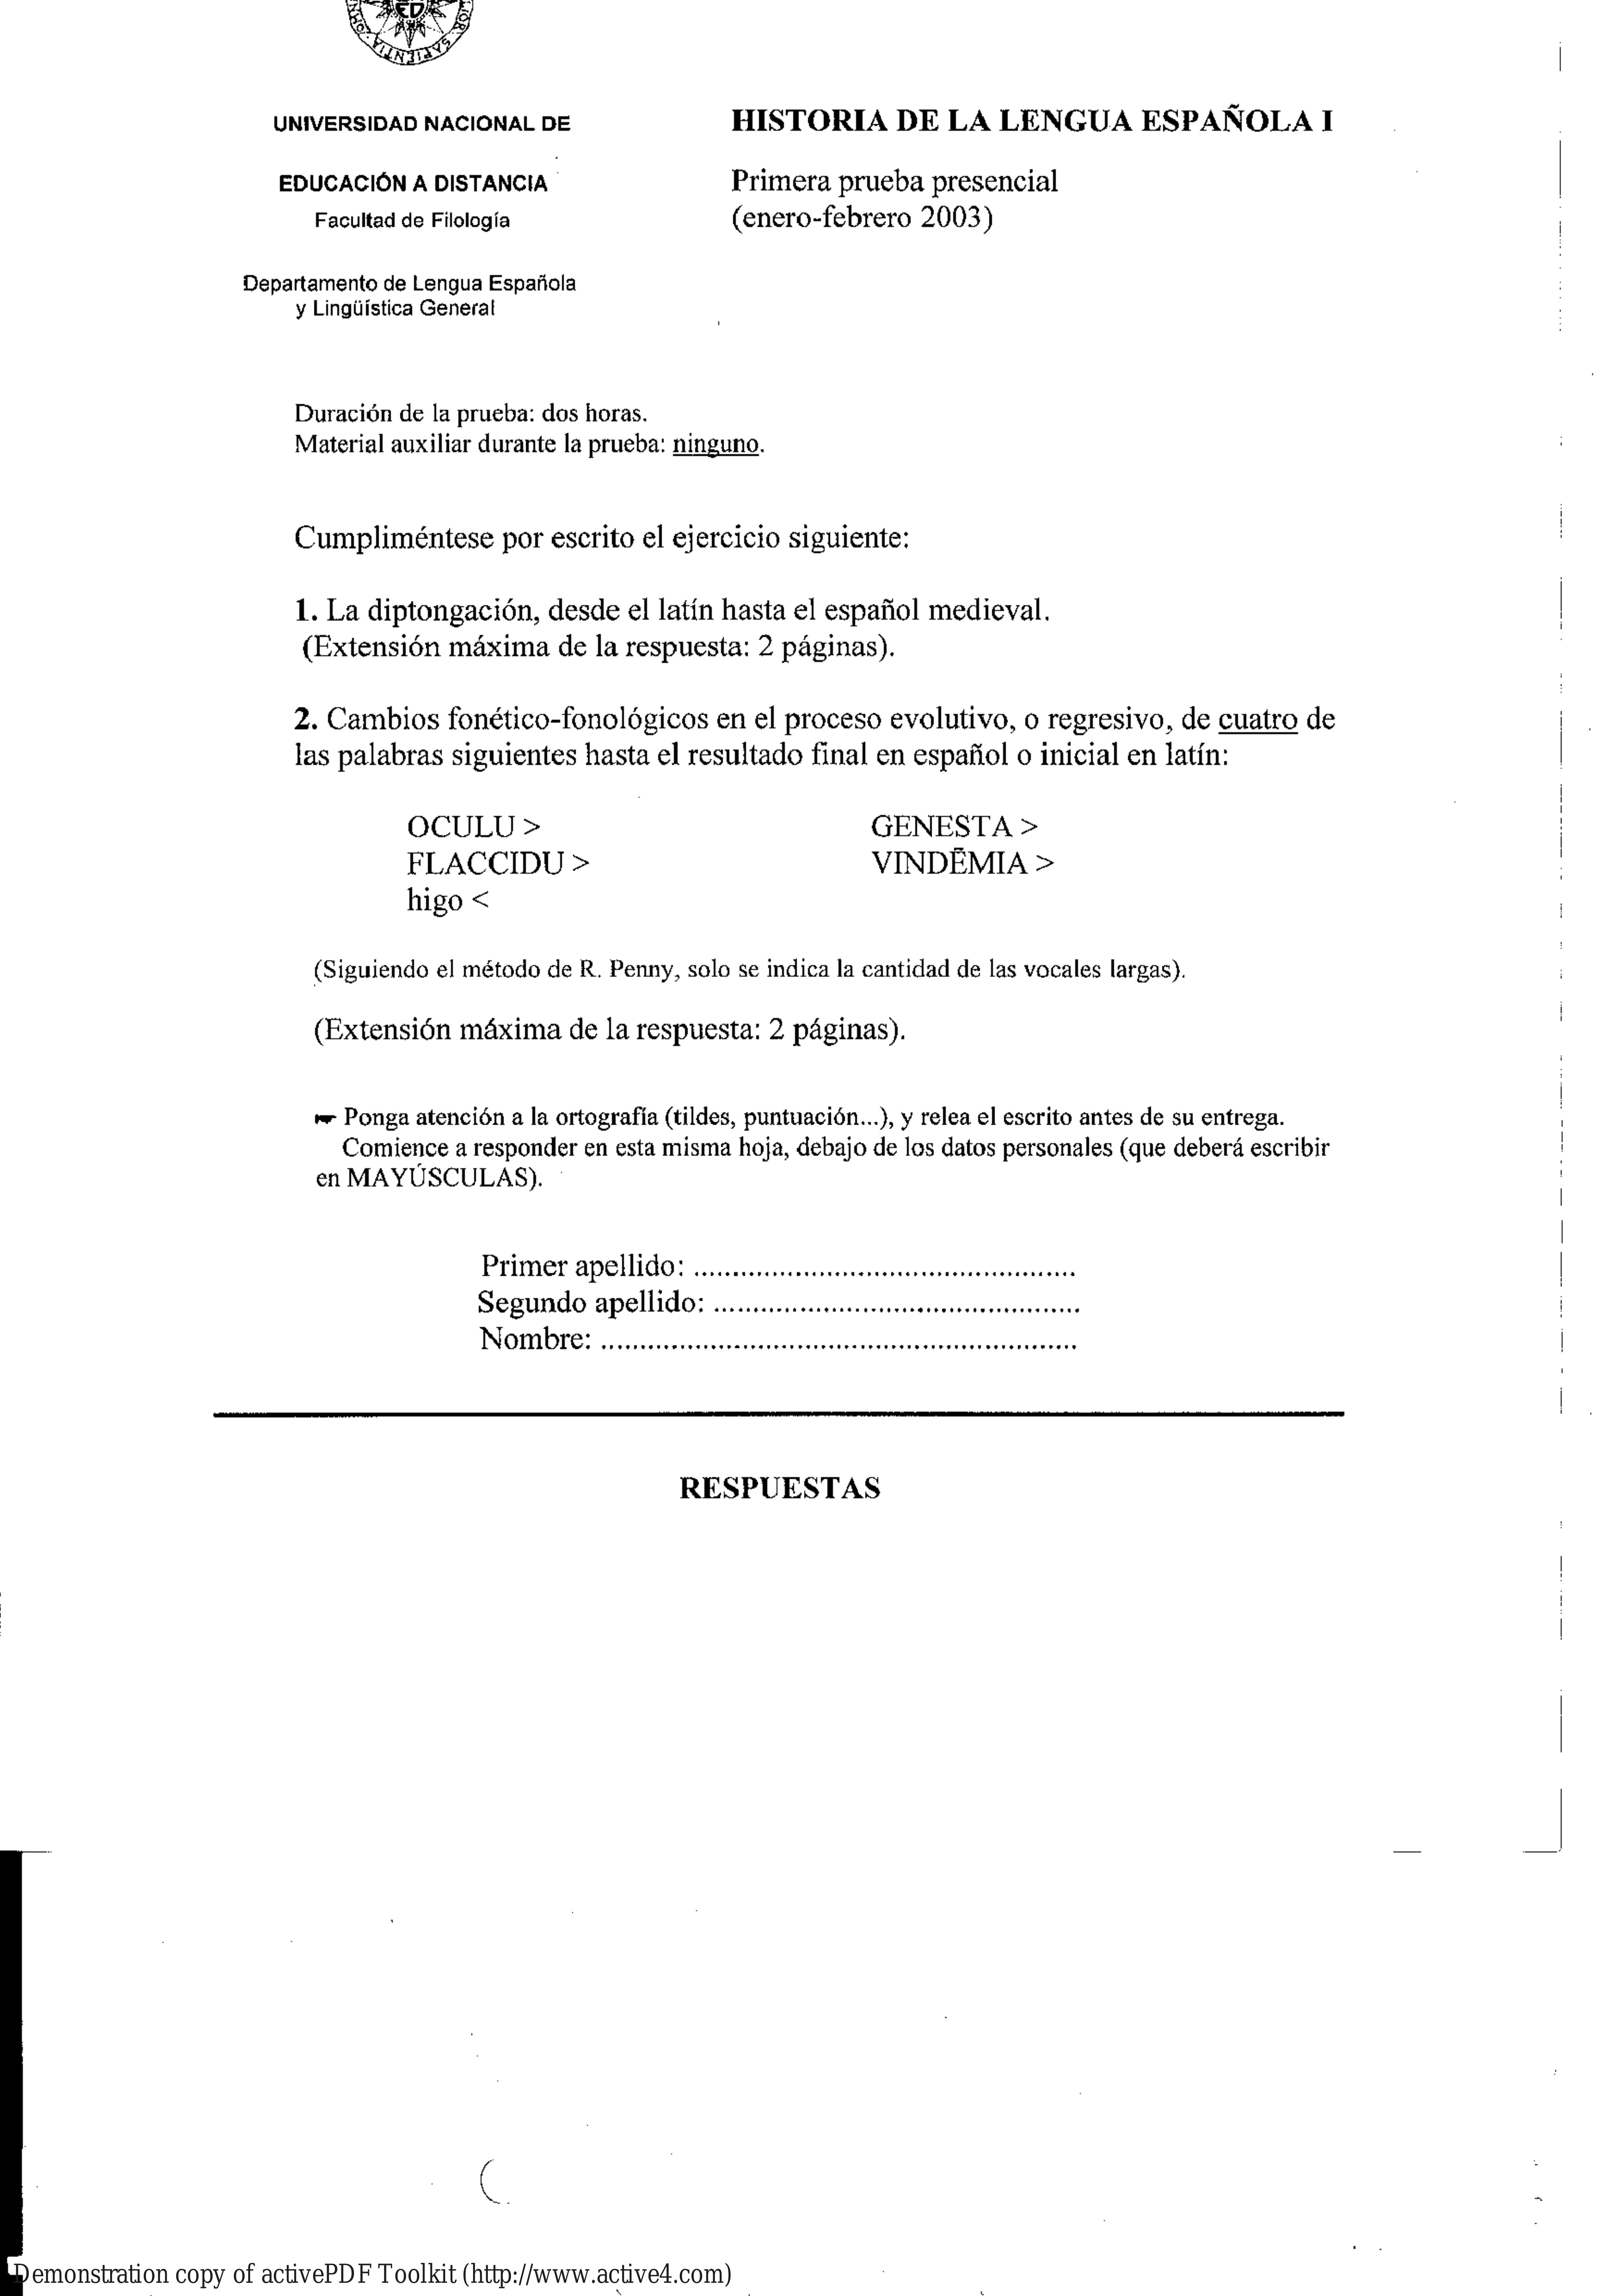 ED
SAPIENTIA
UNIVERSIDAD NACIONAL DE
EDUCACIÓN A DISTANCIA
Facultad de Filología
Departamento de Lengua Española
y Lingüística General
HISTORIA DE LA LENGUA ESPAÑOLA I
Primera prueba presencial
(enero-febrero 2003)
Duración de la prueba: dos horas.
Material auxiliar durante la prueba: ninguno.
Cumpliméntese por escrito el ejercicio siguiente:
1. La diptongación, desde el latín hasta el español medieval.
(Extensión máxima de la respuesta: 2 páginas).
2. Cambios fonético-fonológicos en el proceso evolutivo, o regresivo, de cuatro de
las palabras siguientes hasta el resultado final en español o inicial en latín:
OCULU > GENESTA >
FLACCIDU > VINDĒMIA >
higo <
(Siguiendo el método de R. Penny, solo se indica la cantidad de las vocales largas).
(Extensión máxima de la respuesta: 2 páginas).
☛ Ponga atención a la ortografía (tildes, puntuación...), y relea el escrito antes de su entrega.
Comience a responder en esta misma hoja, debajo de los datos personales (que deberá escribir
en MAYÚSCULAS).
Primer apellido: .................................................
Segundo apellido: ...............................................
Nombre: .............................................................
RESPUESTAS
Demonstration copy of activePDF Toolkit (http://www.active4.com)